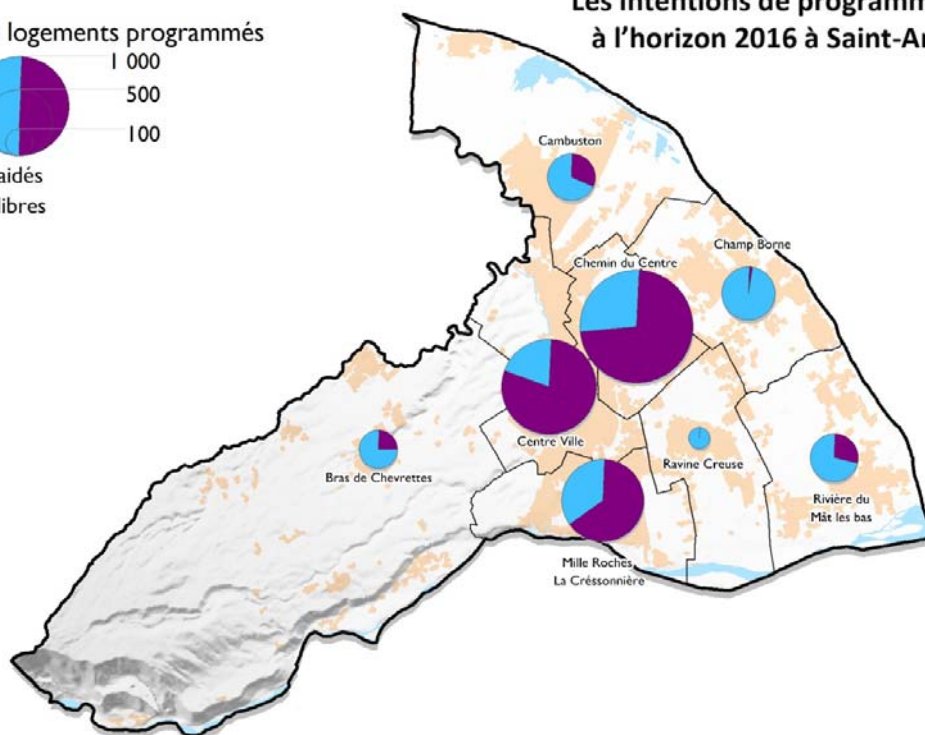 Les intentions de programm
à l'horizon 2016 à Saint-A
logements programmés
1 000
500
100
aidés
libres
Cambuston
Champ Borne
Chemin du Centre
Centre Ville
Ravine Creuse
Bras de Chevrettes
Rivière du
Mât les bas
Mille Roches
La Créssonnière